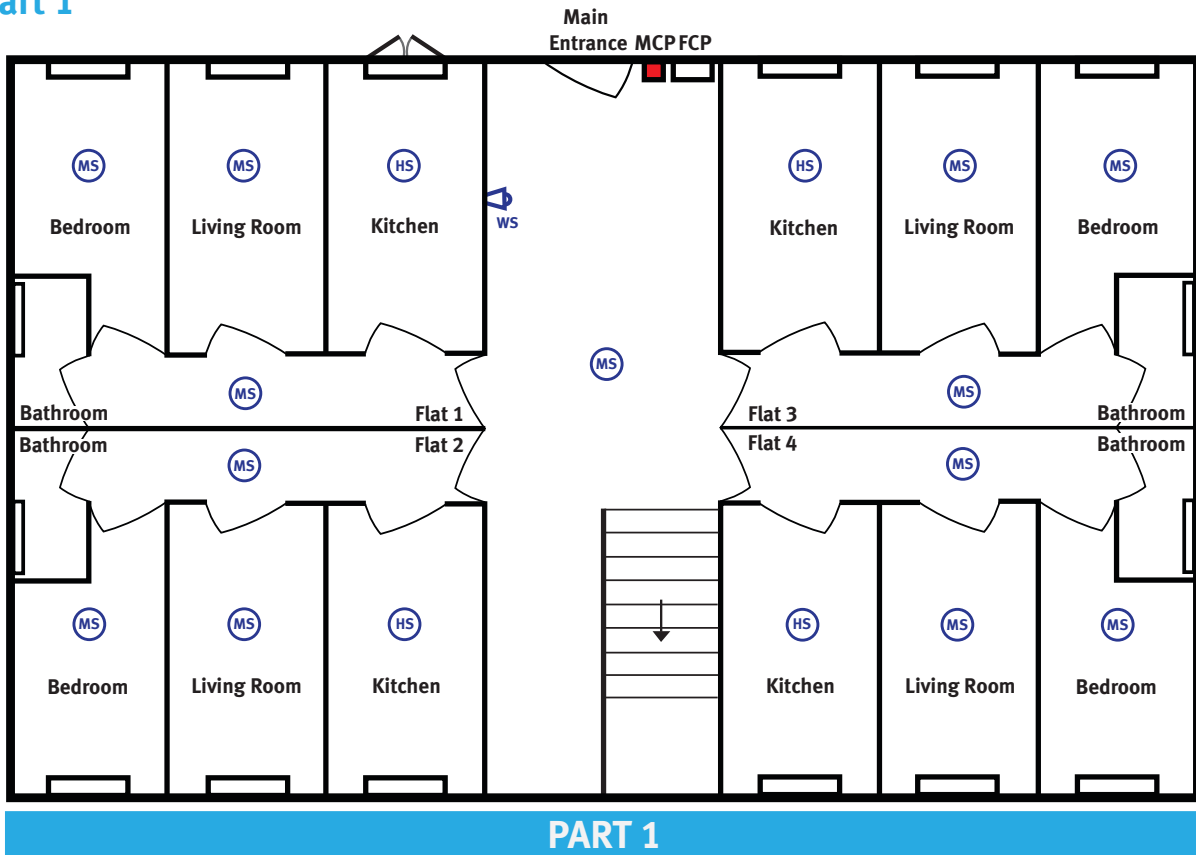 art 1
Main
Entrance MCP FCP
MS MS HS HS MS MS
Bedroom Living Room Kitchen WS Kitchen Living Room Bedroom
MS
MS MS
Bathroom Flat 1 Flat 3 Bathroom
Bathroom Flat 2 Flat 4 Bathroom
MS MS
MS MS HS HS MS MS
Bedroom Living Room Kitchen Kitchen Living Room Bedroom
PART 1